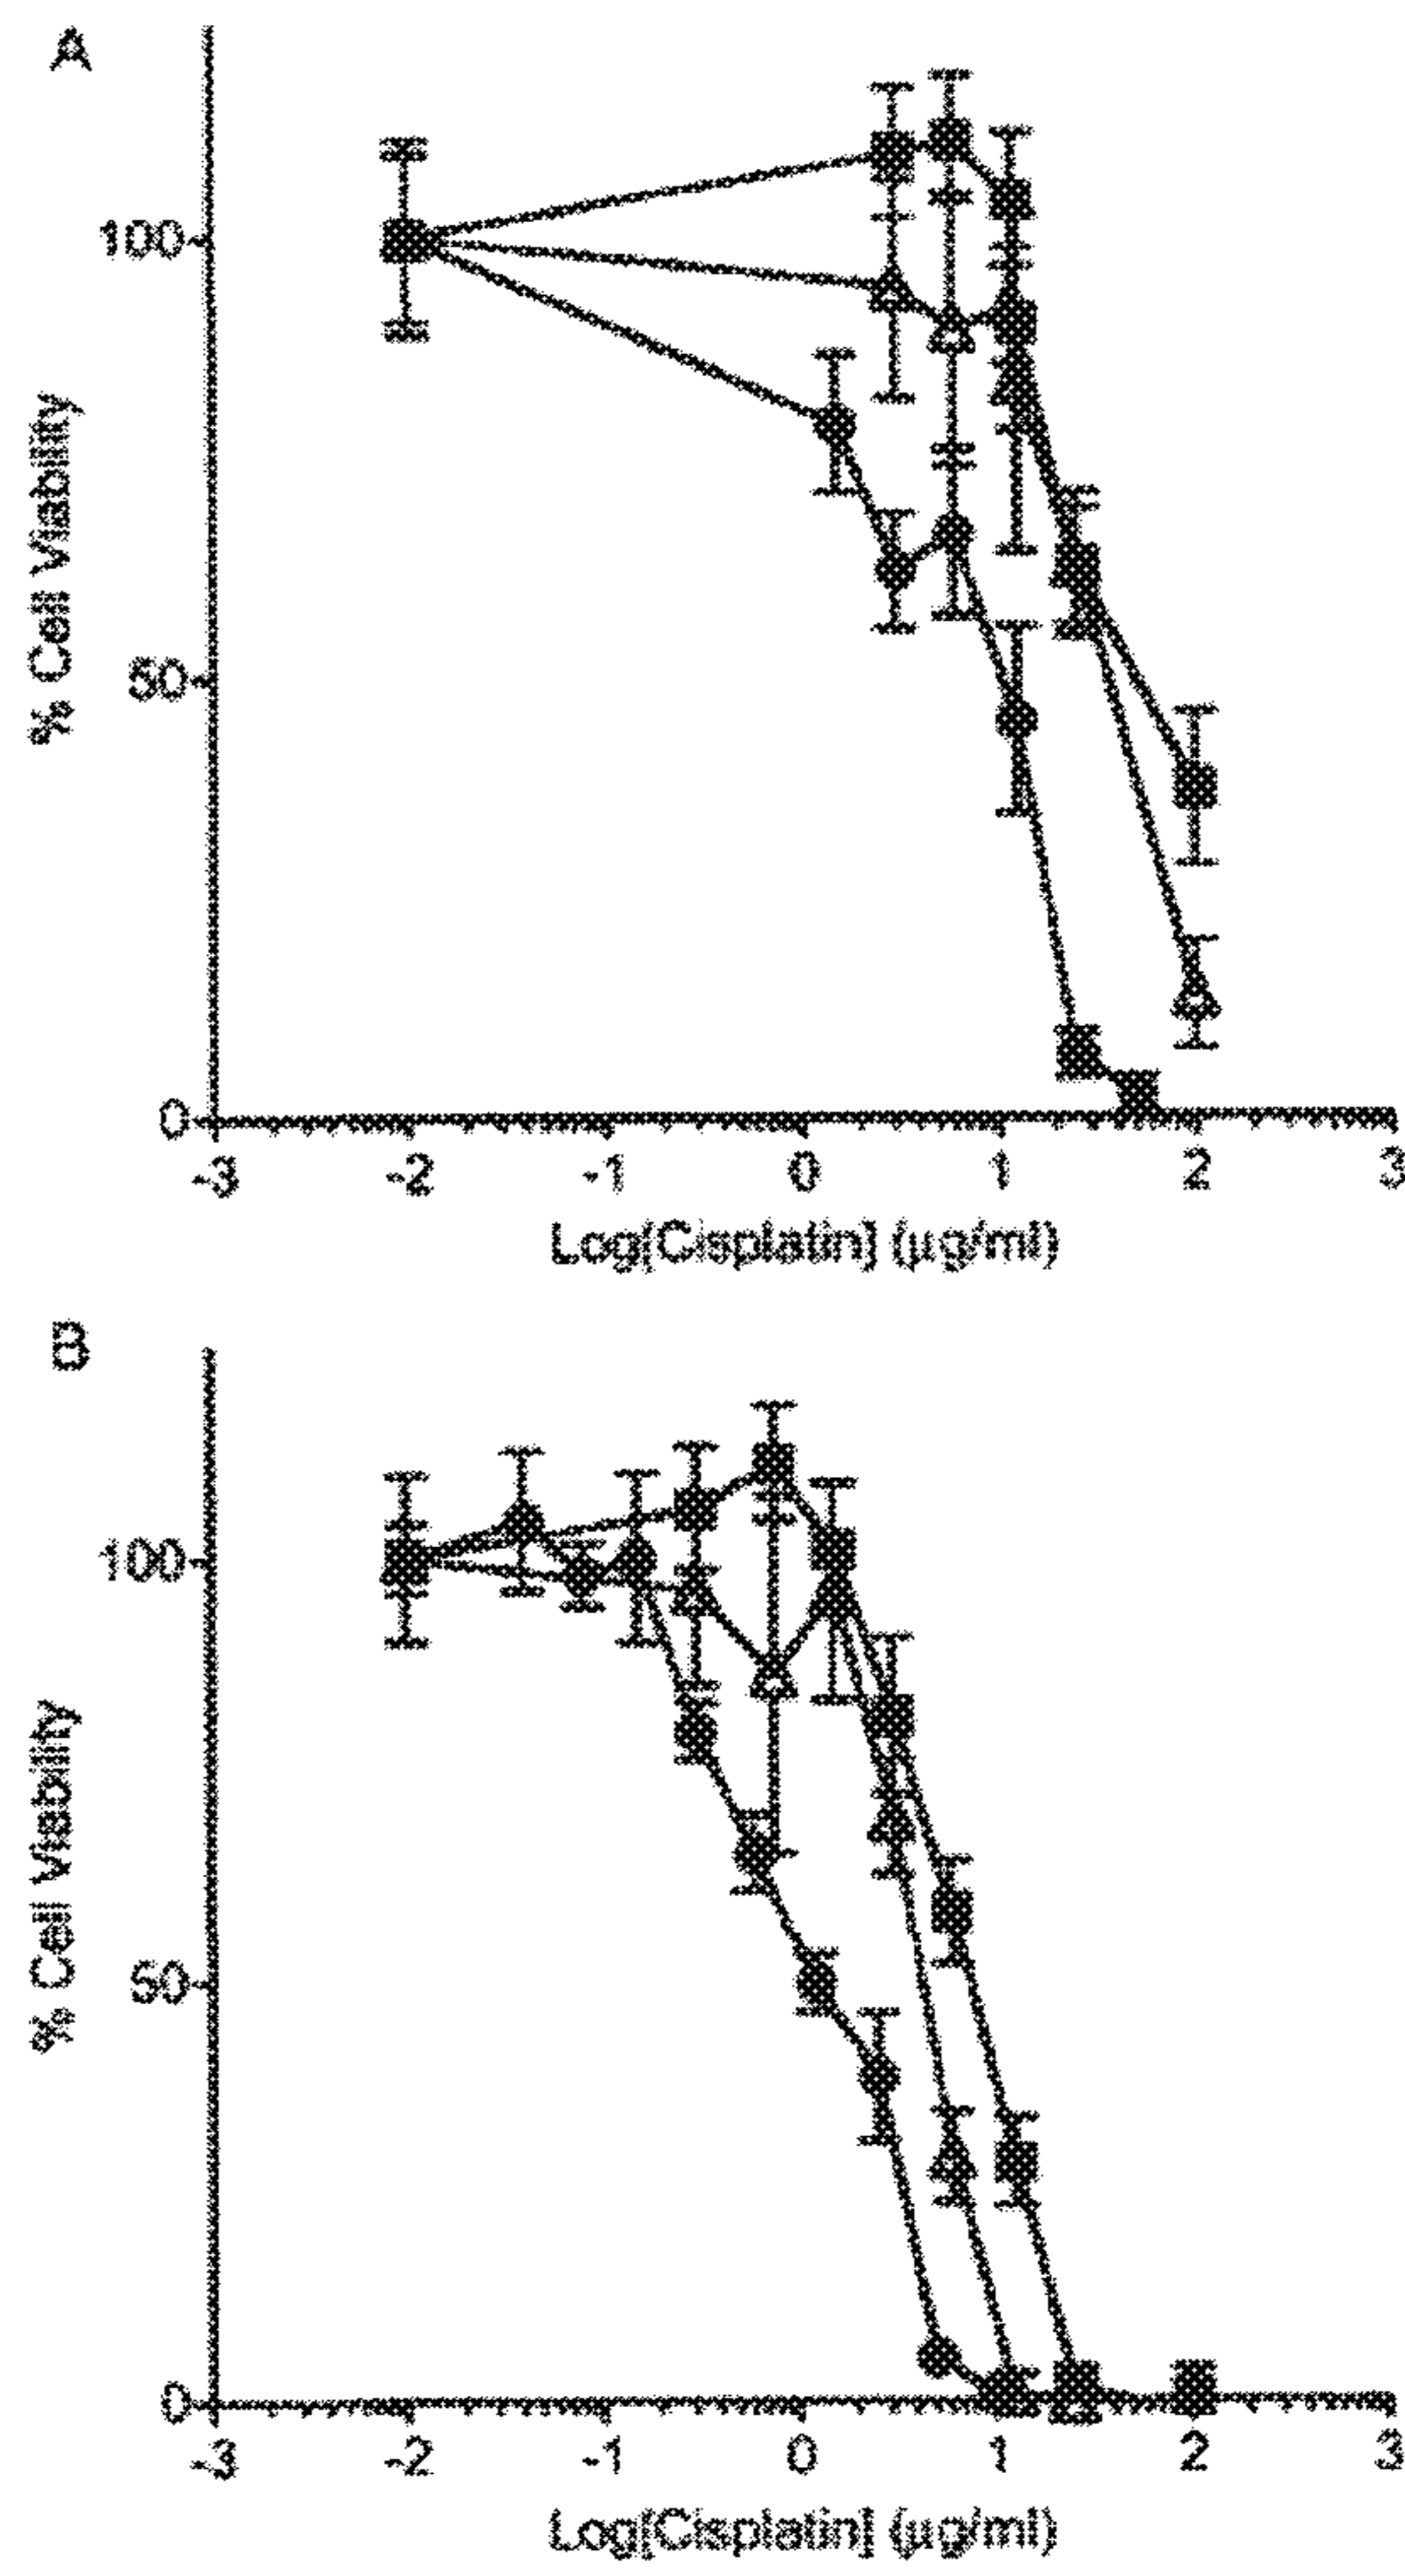 A
100
50
0
% Cell Viability
-3 -2 -1 0 1 2 3
Log[Cisplatin] (µg/ml)
B
100
50
0
% Cell Viability
-3 -2 -1 0 1 2 3
Log[Cisplatin] (µg/ml)